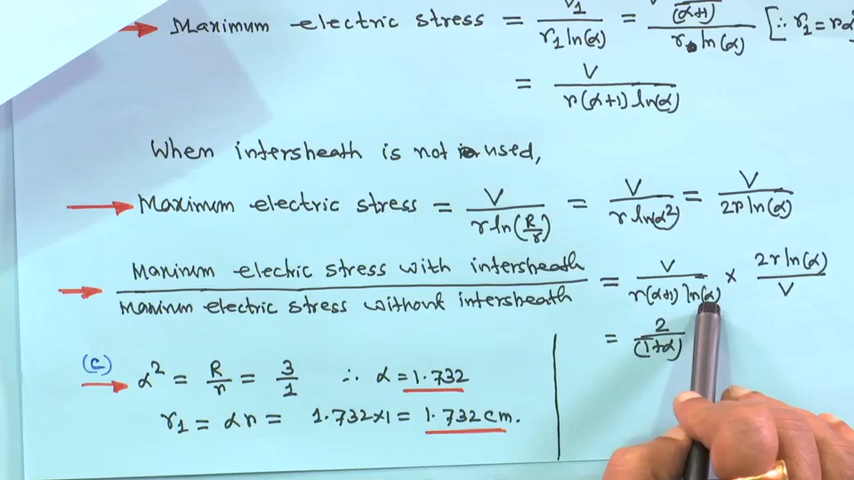 Maximum electric stress = V1 / r1 ln(α) = (α+1) / r ln(α) [∵ r1 = rα
= V / r(α+1) ln(α)
When intersheath is not used,
Maximum electric stress = V / r ln(R/r) = V / r ln(α²) = V / 2r ln(α)
Maximum electric stress with intersheath / Maximum electric stress without intersheath = V / r(α+1) ln(α) × 2r ln(α) / V
= 2 / (1+α)
(c) α² = R/r = 3/1 ∴ α = 1.732
r1 = αr = 1.732×1 = 1.732 cm.